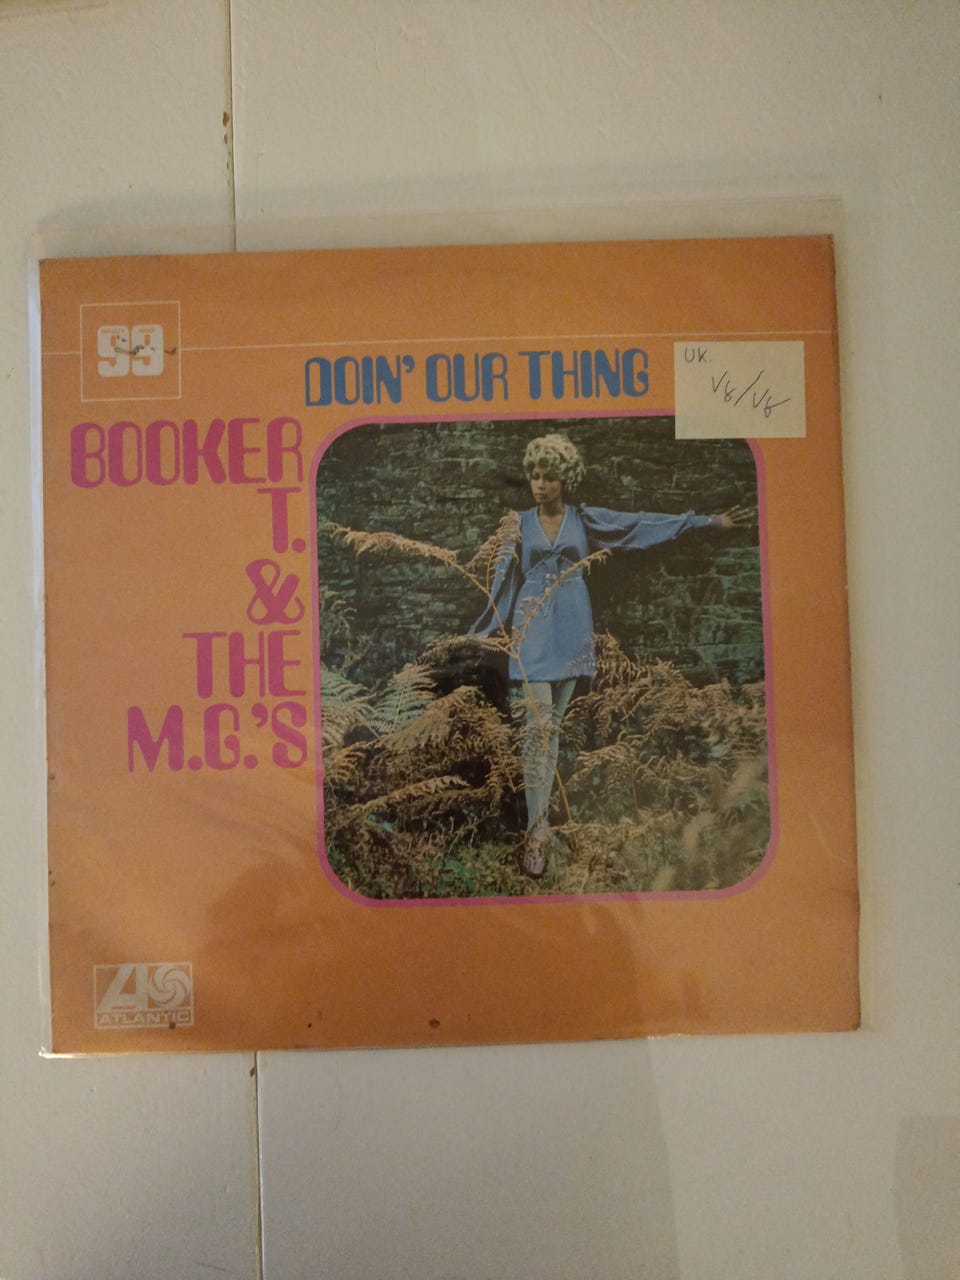 99
DOIN' OUR THING
UK.
VG/VG
BOOKER
T.
&
THE
M.G.'S
ATLANTIC